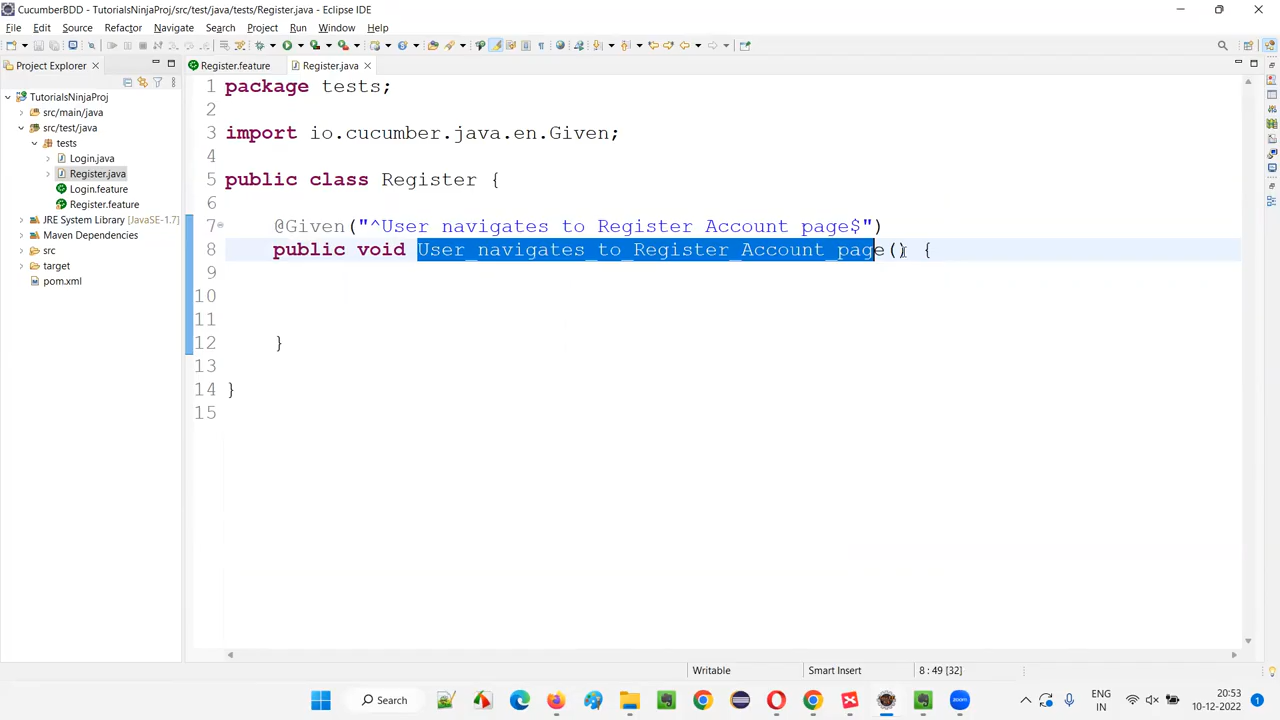 CucumberBDD - TutorialsNinjaProj/src/test/java/tests/Register.java - Eclipse IDE
File Edit Source Refactor Navigate Search Project Run Window Help
Project Explorer
Register.feature
Register.java
TutorialsNinjaProj
src/main/java
src/test/java
tests
Login.java
Register.java
Login.feature
Register.feature
JRE System Library [JavaSE-1.7]
Maven Dependencies
src
target
pom.xml
1 package tests;
2
3 import io.cucumber.java.en.Given;
4
5 public class Register {
6
7 @Given("^User navigates to Register Account page$")
8 public void User_navigates_to_Register_Account_page() {
9
10
11
12 }
13
14 }
15
Writable
Smart Insert
8 : 49 [32]
Search
ENG
IN
20:53
10-12-2022
1